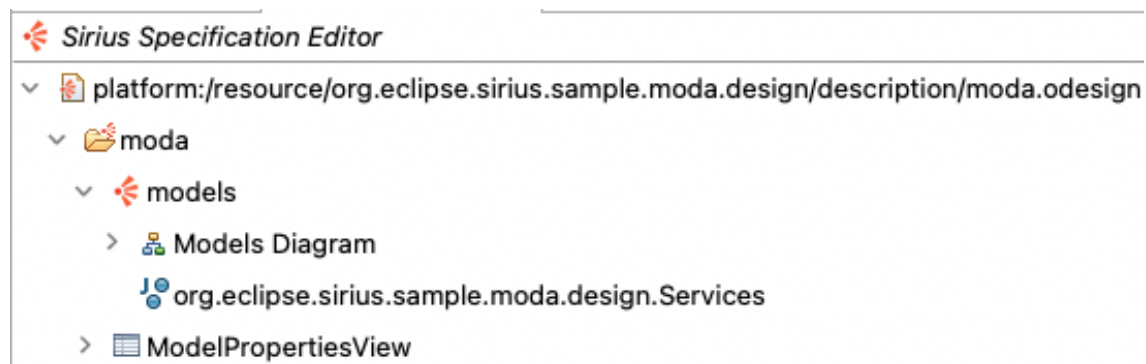 Sirius Specification Editor
platform:/resource/org.eclipse.sirius.sample.moda.design/description/moda.odesign
moda
models
Models Diagram
org.eclipse.sirius.sample.moda.design.Services
ModelPropertiesView